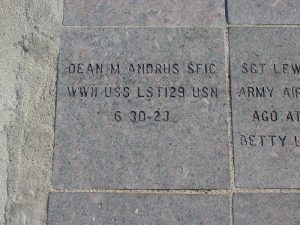 DEAN M ANDRUS SFIC
WWII USS LST129 USN
6-30-23
SGT LEW
ARMY AIR
AGO AT
BETTY L